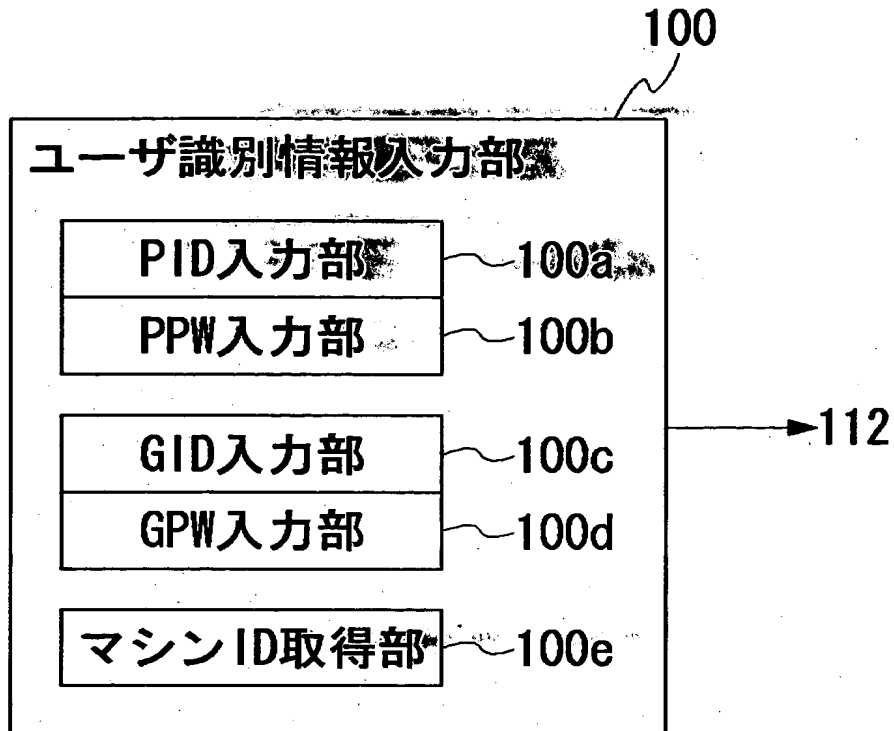 100
ユーザ識別情報入力部
PID入力部 100a
PPW入力部 100b
112
GID入力部 100c
GPW入力部 100d
マシンID取得部 100e